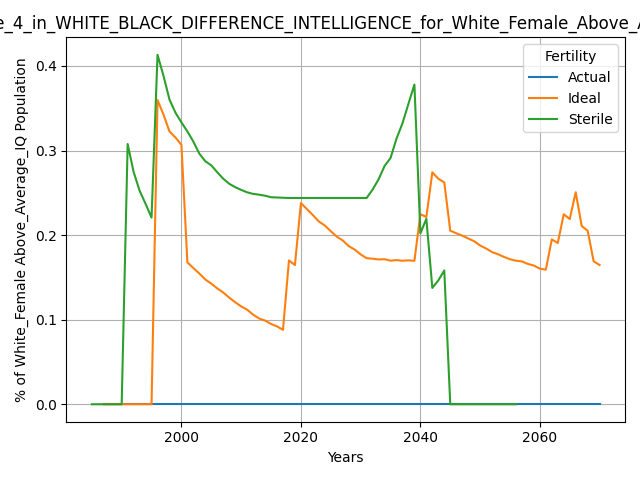 e_4_in_WHITE_BLACK_DIFFERENCE_INTELLIGENCE_for_White_Female_Above_A
% of White_Female Above_Average_IQ Population
0.4
0.3
0.2
0.1
0.0
Fertility
Actual
Ideal
Sterile
2000
2020
2040
2060
Years